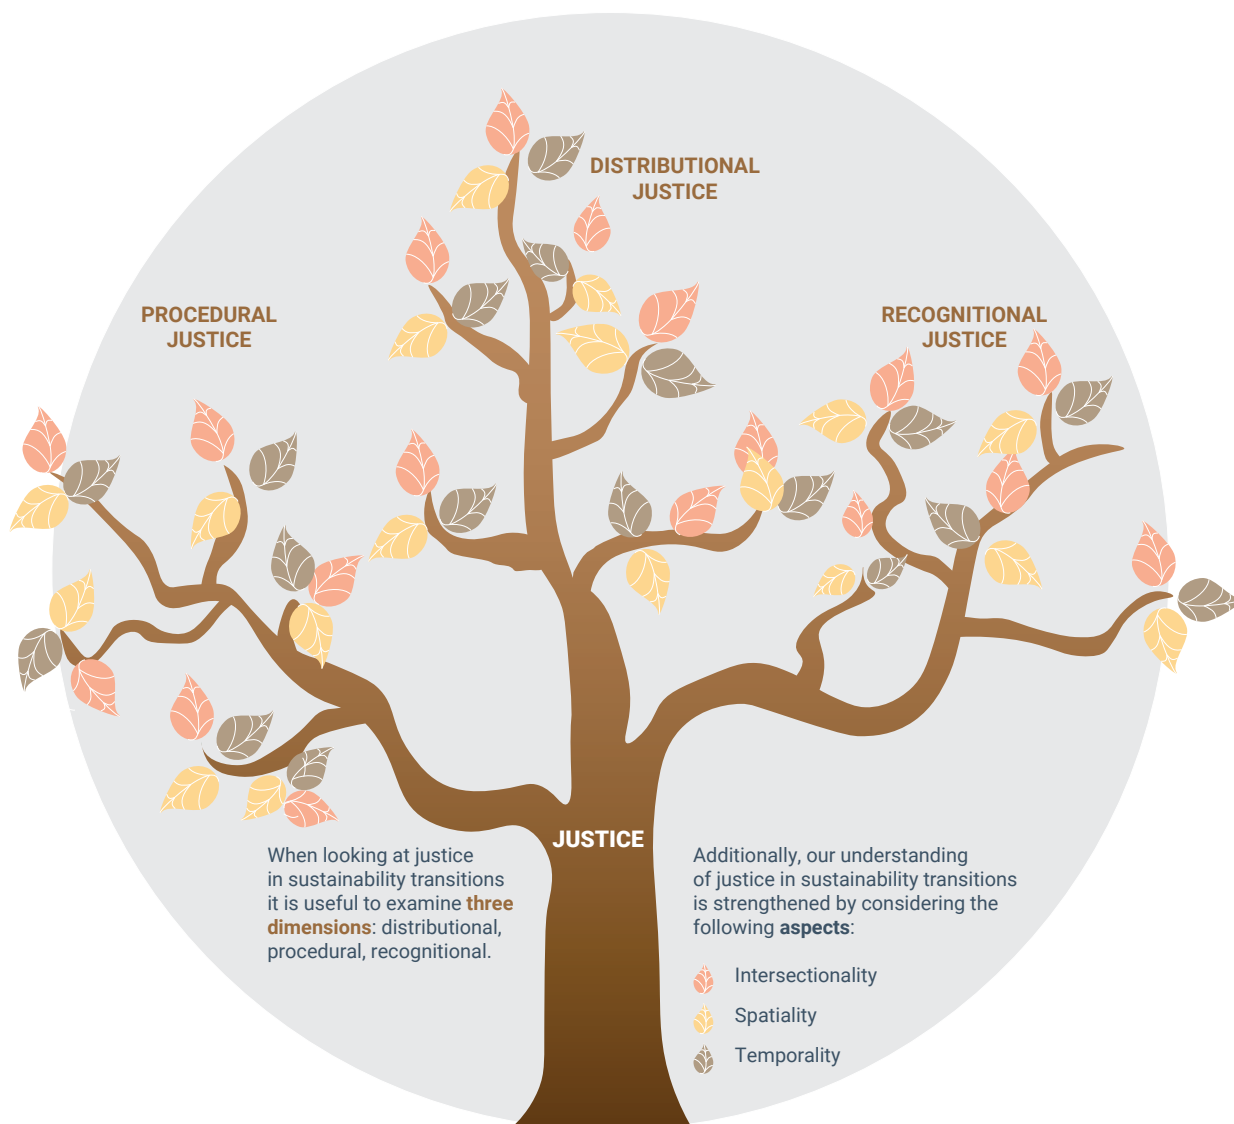 DISTRIBUTIONAL
JUSTICE
PROCEDURAL
JUSTICE
RECOGNITIONAL
JUSTICE
JUSTICE
When looking at justice
in sustainability transitions
it is useful to examine three
dimensions: distributional,
procedural, recognitional.
Additionally, our understanding
of justice in sustainability transitions
is strengthened by considering the
following aspects:
Intersectionality
Spatiality
Temporality